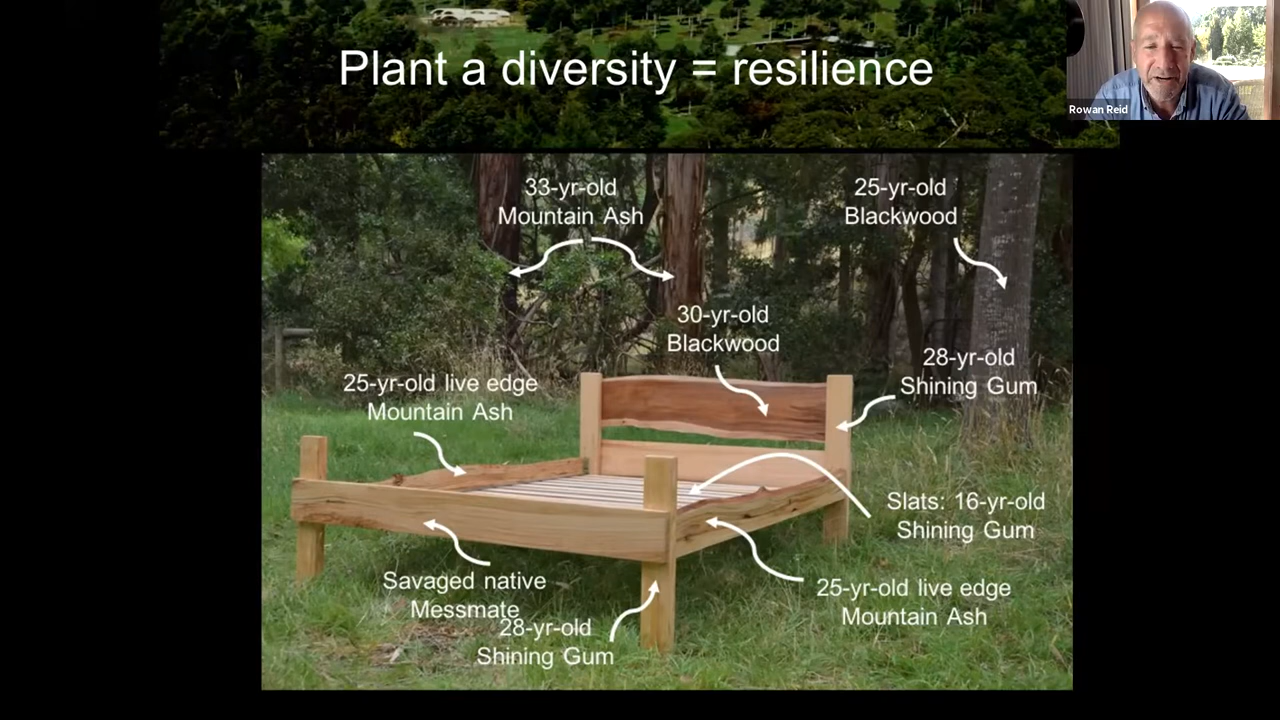 Plant a diversity = resilience
Rowan Reid
33-yr-old
Mountain Ash
25-yr-old
Blackwood
30-yr-old
Blackwood
28-yr-old
Shining Gum
25-yr-old live edge
Mountain Ash
Slats: 16-yr-old
Shining Gum
Savaged native
Messmate
25-yr-old live edge
Mountain Ash
28-yr-old
Shining Gum